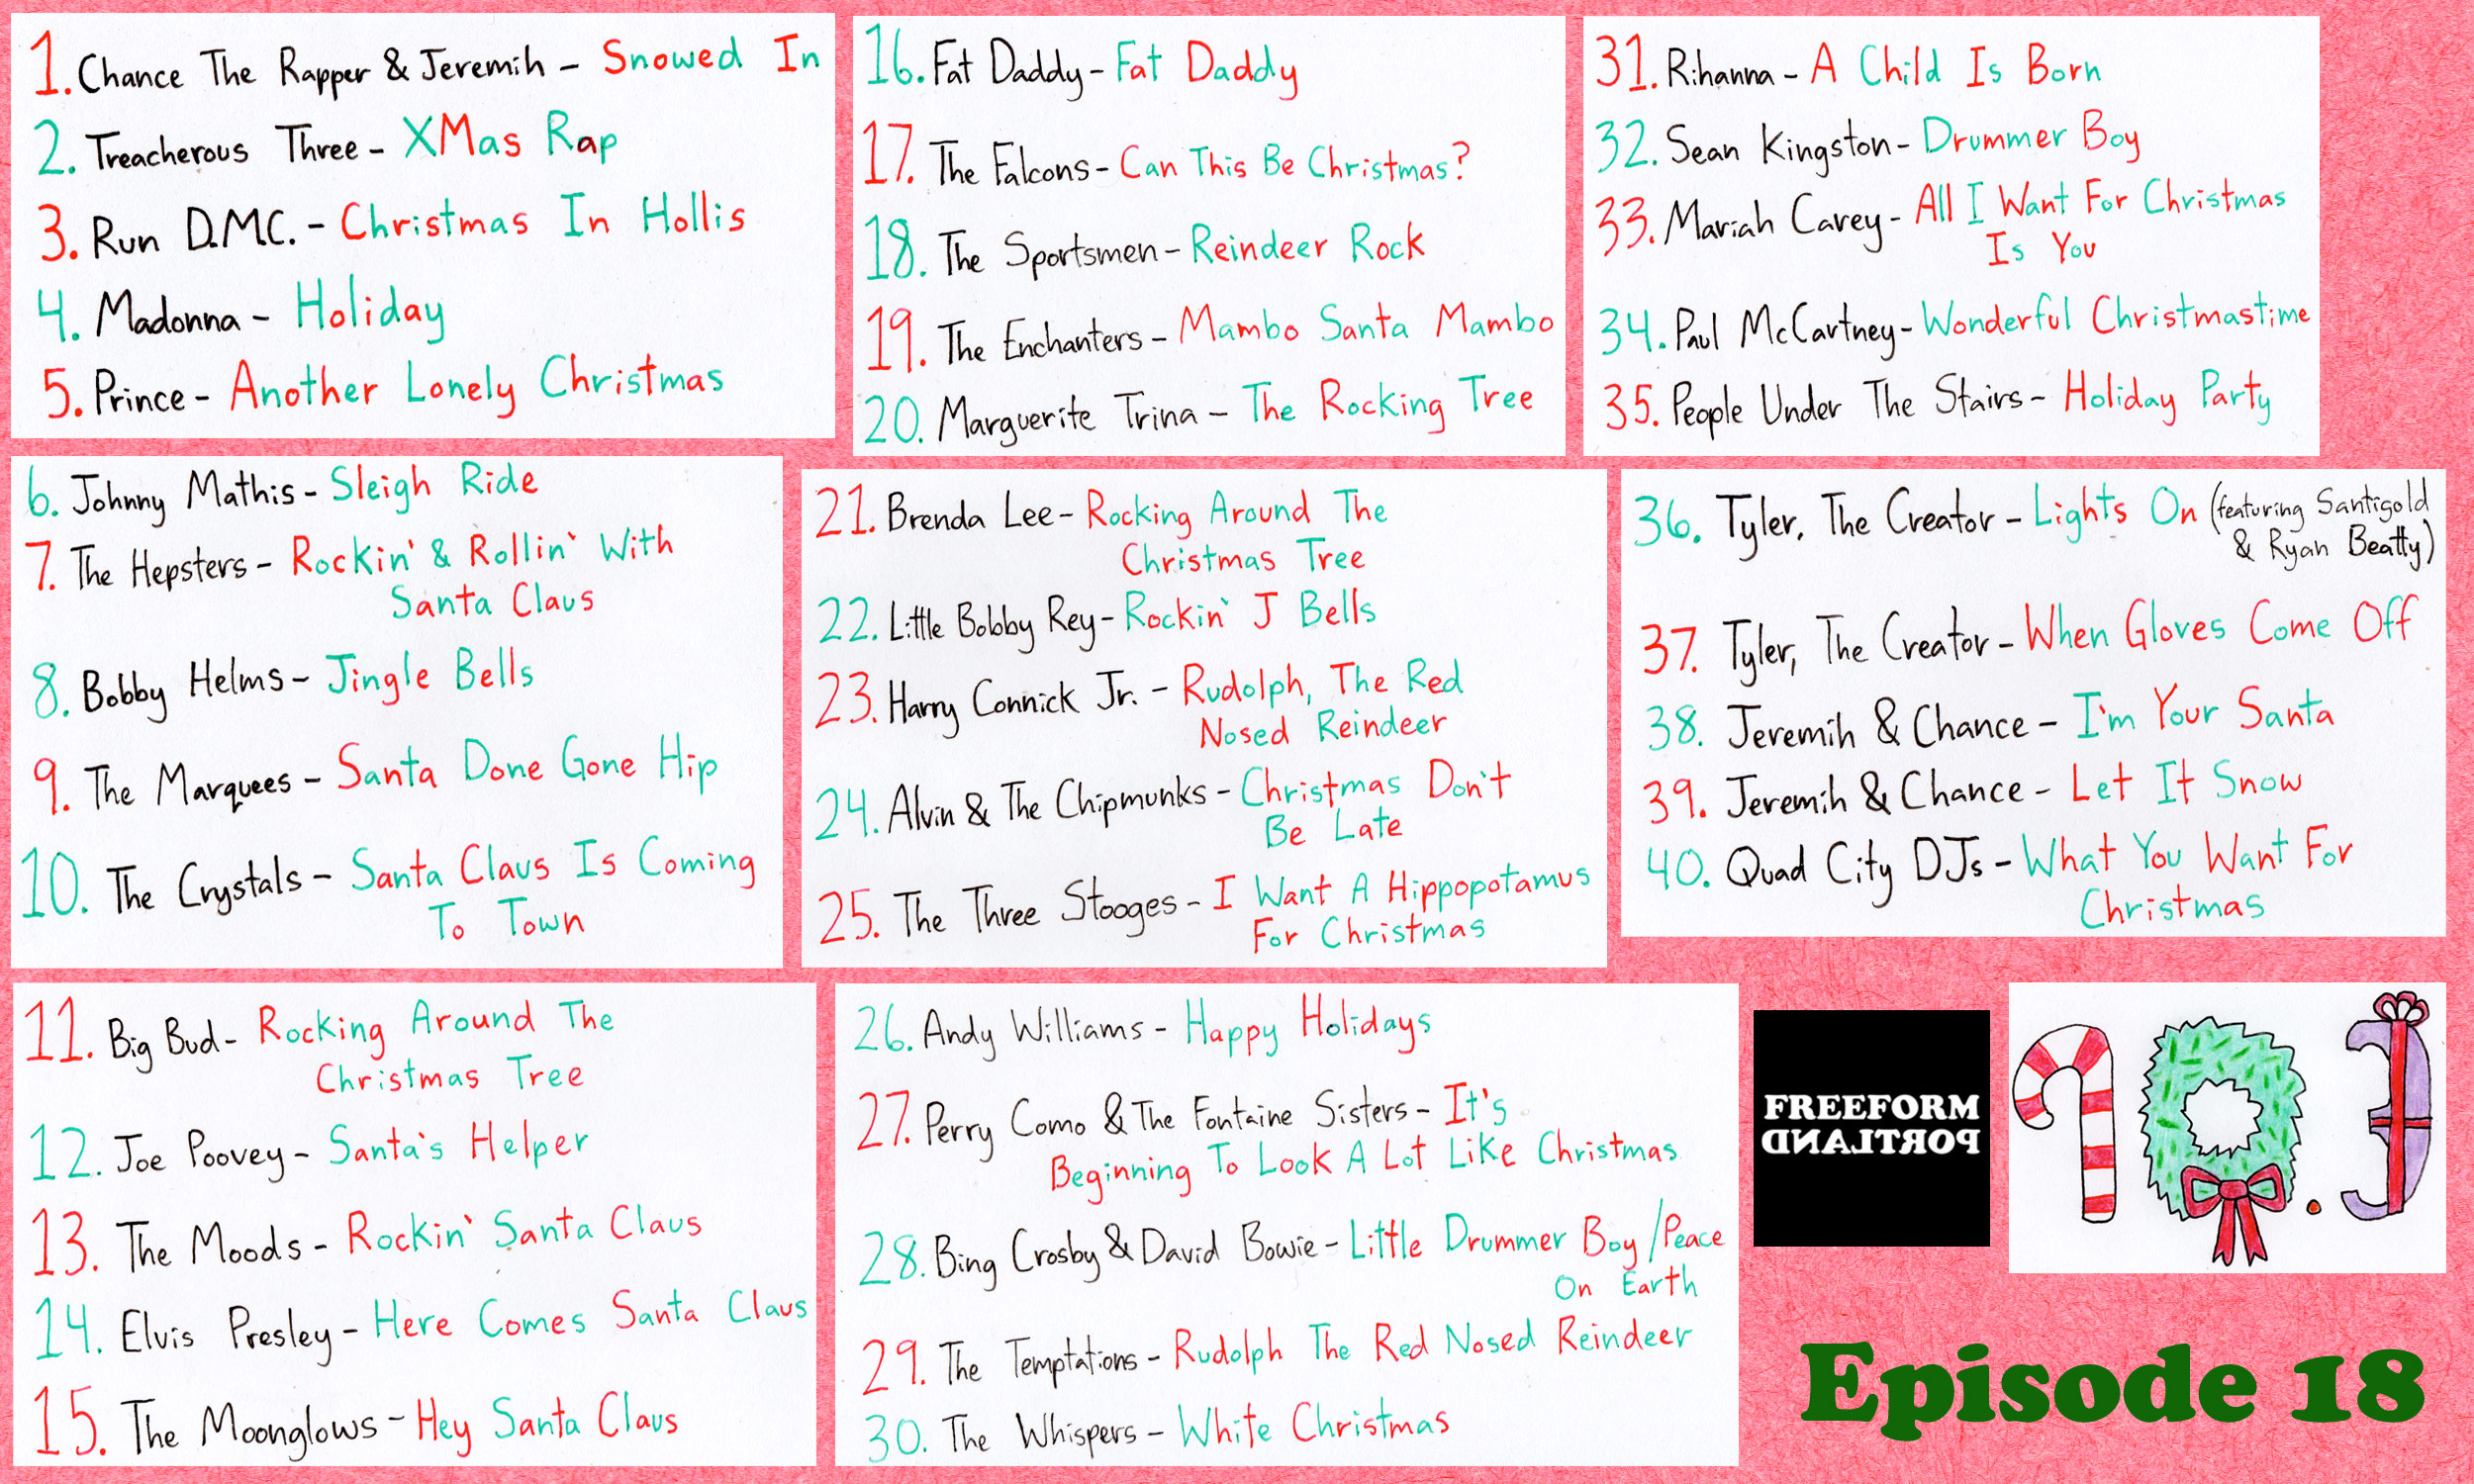 1. Chance The Rapper & Jeremih - Snowed In
2. Treacherous Three - XMas Rap
3. Run D.M.C. - Christmas In Hollis
4. Madonna - Holiday
5. Prince - Another Lonely Christmas
6. Johnny Mathis - Sleigh Ride
7. The Hepsters - Rockin' & Rollin' With
Santa Claus
8. Bobby Helms - Jingle Bells
9. The Marquees - Santa Done Gone Hip
10. The Crystals - Santa Claus Is Coming
To Town
11. Big Bud - Rocking Around The
Christmas Tree
12. Joe Poovey - Santa's Helper
13. The Moods - Rockin' Santa Claus
14. Elvis Presley - Here Comes Santa Claus
15. The Moonglows - Hey Santa Claus
16. Fat Daddy - Fat Daddy
17. The Falcons - Can This Be Christmas?
18. The Sportsmen - Reindeer Rock
19. The Enchanters - Mambo Santa Mambo
20. Marguerite Trina - The Rocking Tree
21. Brenda Lee - Rocking Around The
Christmas Tree
22. Little Bobby Rey - Rockin' J Bells
23. Harry Connick Jr. - Rudolph, The Red
Nosed Reindeer
24. Alvin & The Chipmunks - Christmas Don't
Be Late
25. The Three Stooges - I Want A Hippopotamus
For Christmas
26. Andy Williams - Happy Holidays
27. Perry Como & The Fontaine Sisters - It's
Beginning To Look A Lot Like Christmas
28. Bing Crosby & David Bowie - Little Drummer Boy/Peace
On Earth
29. The Temptations - Rudolph The Red Nosed Reindeer
30. The Whispers - White Christmas
31. Rihanna - A Child Is Born
32. Sean Kingston - Drummer Boy
33. Mariah Carey - All I Want For Christmas
Is You
34. Paul McCartney - Wonderful Christmastime
35. People Under The Stairs - Holiday Party
36. Tyler, The Creator - Lights On (featuring Santigold
& Ryan Beatty)
37. Tyler, The Creator - When Gloves Come Off
38. Jeremih & Chance - I'm Your Santa
39. Jeremih & Chance - Let It Snow
40. Quad City DJs - What You Want For
Christmas
FREEFORM
PORTLAND
90.3
Episode 18